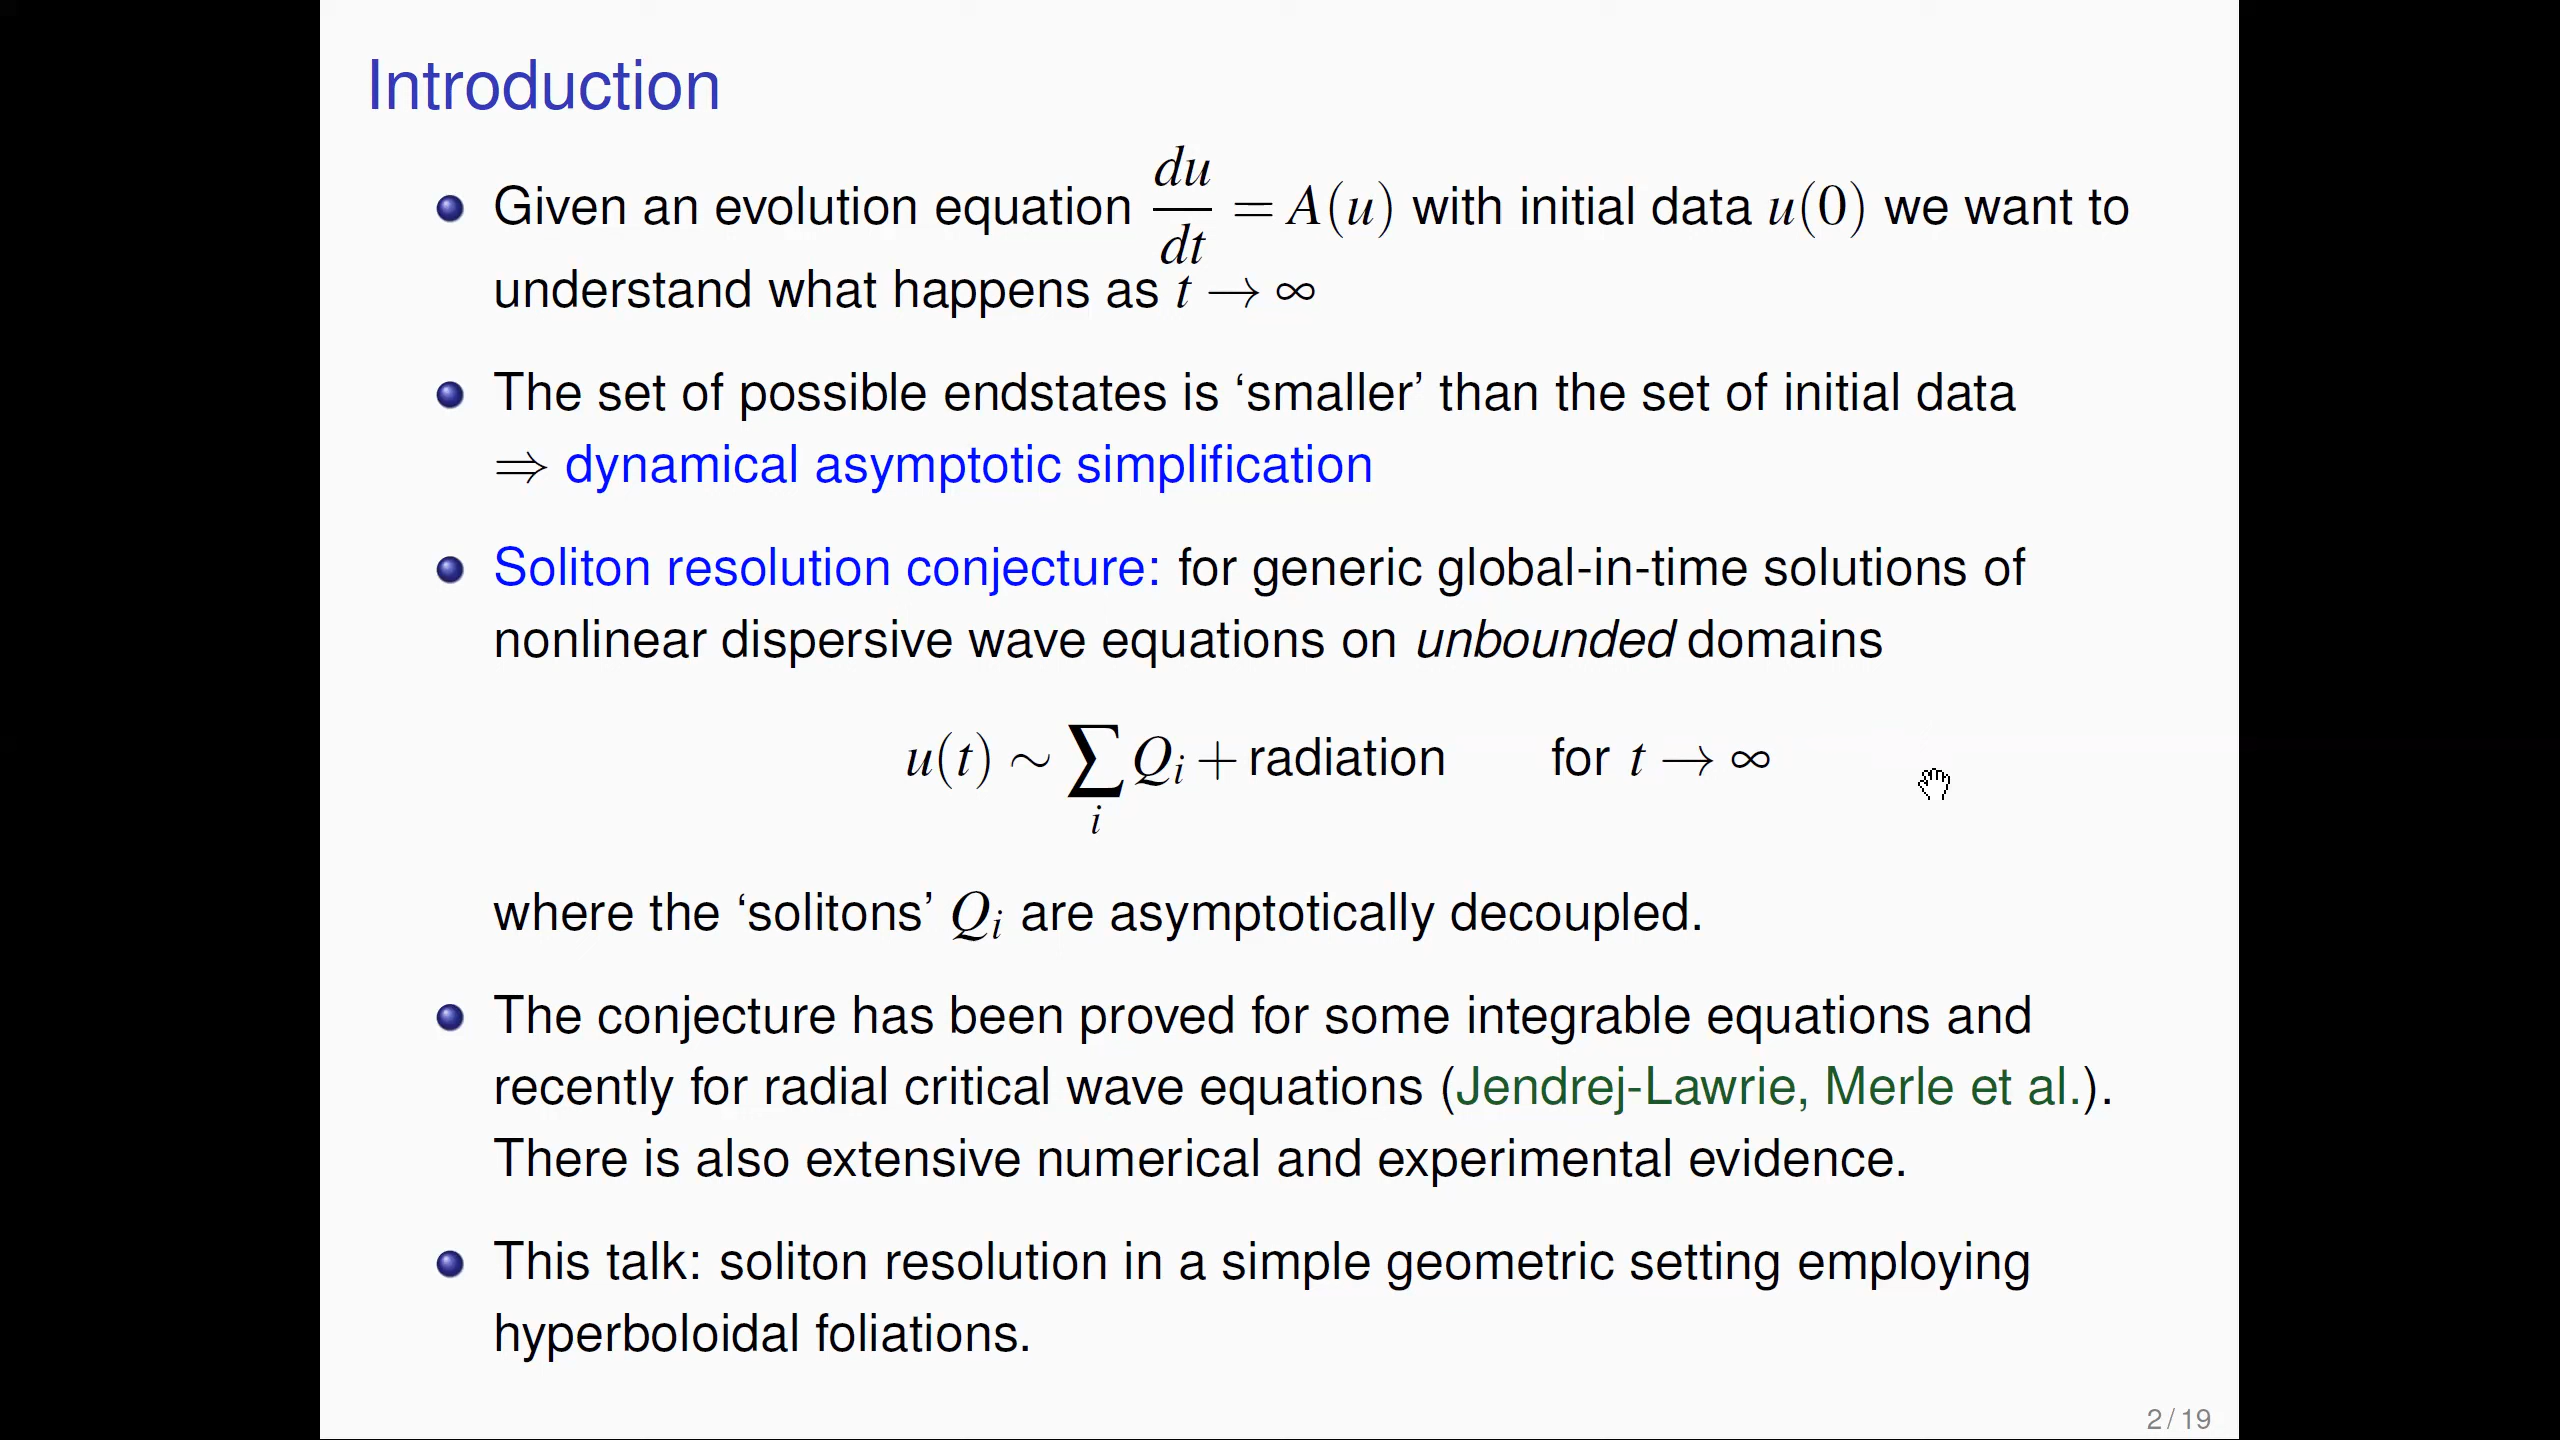 Introduction
Given an evolution equation du/dt = A(u) with initial data u(0) we want to
understand what happens as t → ∞
The set of possible endstates is ‘smaller’ than the set of initial data
⇒ dynamical asymptotic simplification
Soliton resolution conjecture: for generic global-in-time solutions of
nonlinear dispersive wave equations on unbounded domains
u(t) ∼ ∑_i Q_i + radiation for t → ∞
where the ‘solitons’ Q_i are asymptotically decoupled.
The conjecture has been proved for some integrable equations and
recently for radial critical wave equations (Jendrej-Lawrie, Merle et al.).
There is also extensive numerical and experimental evidence.
This talk: soliton resolution in a simple geometric setting employing
hyperboloidal foliations.
2 / 19